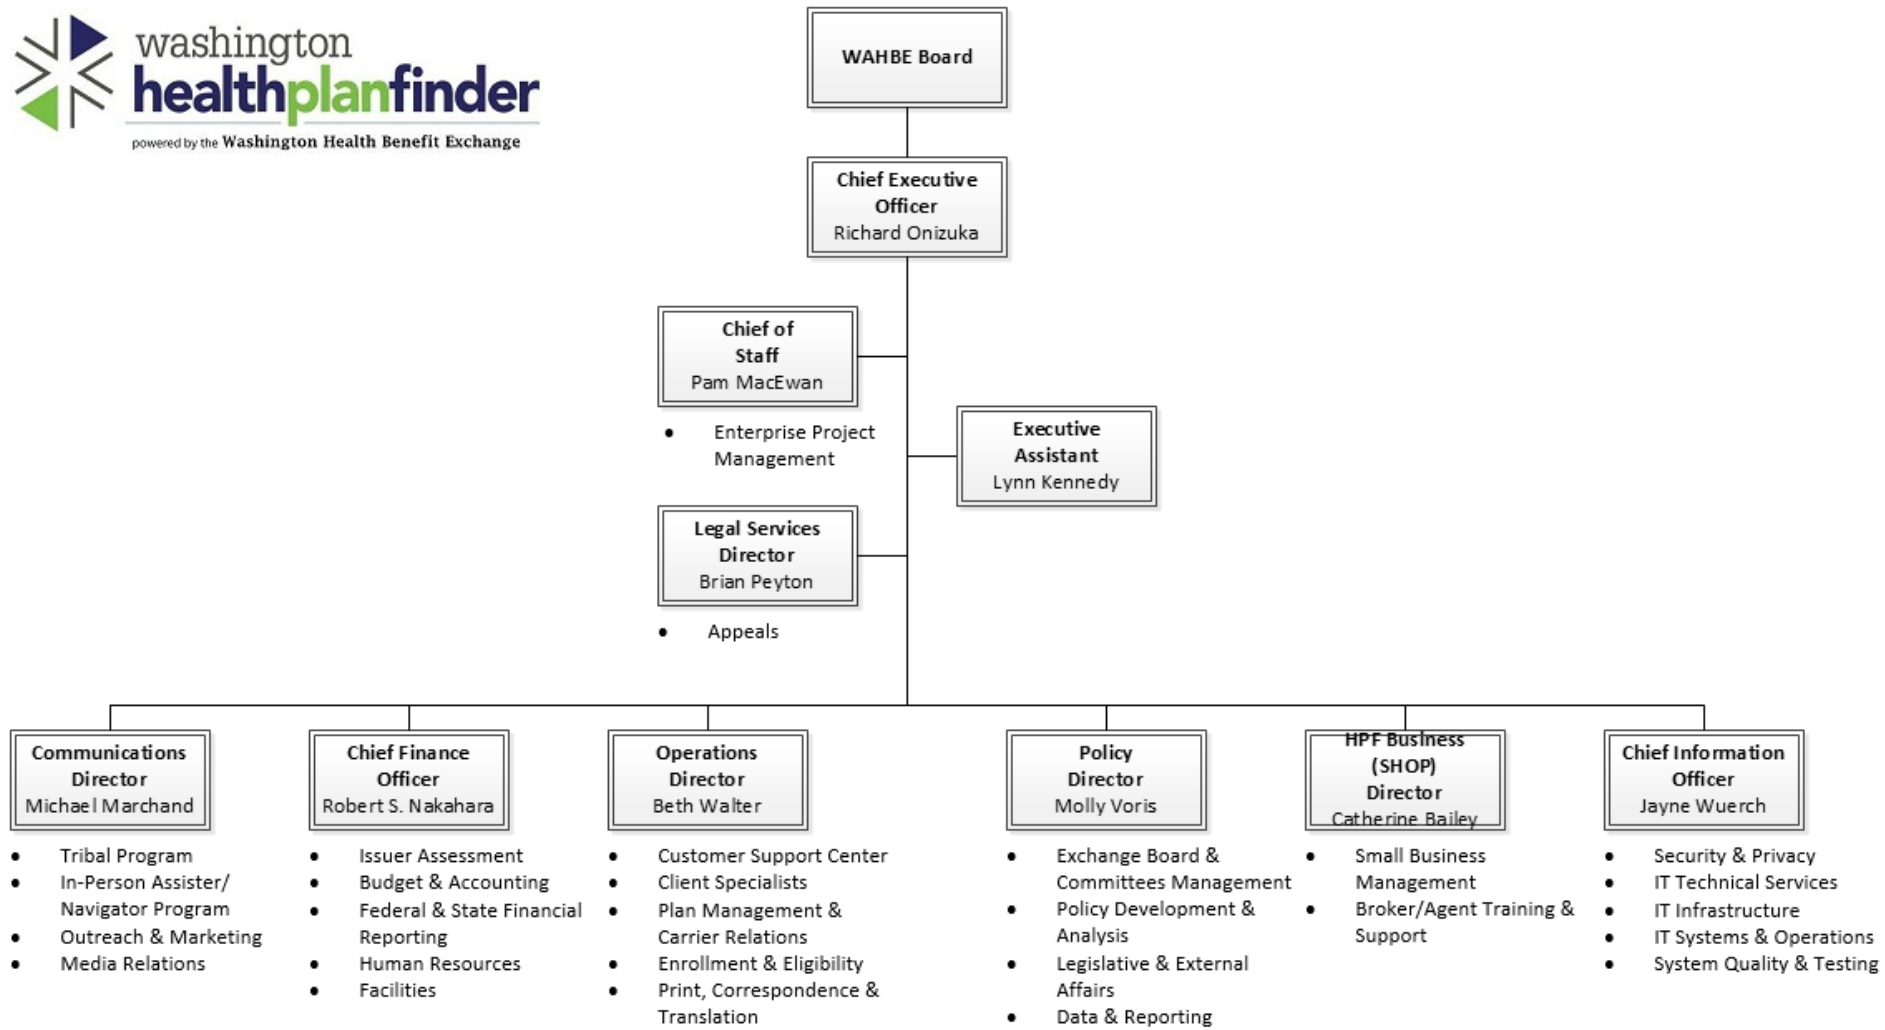 washington
healthplanfinder
powered by the Washington Health Benefit Exchange
WAHBE Board
Chief Executive
Officer
Richard Onizuka
Chief of
Staff
Pam MacEwan
• Enterprise Project
Management
Executive
Assistant
Lynn Kennedy
Legal Services
Director
Brian Peyton
• Appeals
Communications
Director
Michael Marchand
• Tribal Program
• In-Person Assister/
Navigator Program
• Outreach & Marketing
• Media Relations
Chief Finance
Officer
Robert S. Nakahara
• Issuer Assessment
• Budget & Accounting
• Federal & State Financial
Reporting
• Human Resources
• Facilities
Operations
Director
Beth Walter
• Customer Support Center
• Client Specialists
• Plan Management &
Carrier Relations
• Enrollment & Eligibility
• Print, Correspondence &
Translation
Policy
Director
Molly Voris
• Exchange Board &
Committees Management
• Policy Development &
Analysis
• Legislative & External
Affairs
• Data & Reporting
HPF Business
(SHOP)
Director
Catherine Bailey
• Small Business
Management
• Broker/Agent Training &
Support
Chief Information
Officer
Jayne Wuerch
• Security & Privacy
• IT Technical Services
• IT Infrastructure
• IT Systems & Operations
• System Quality & Testing